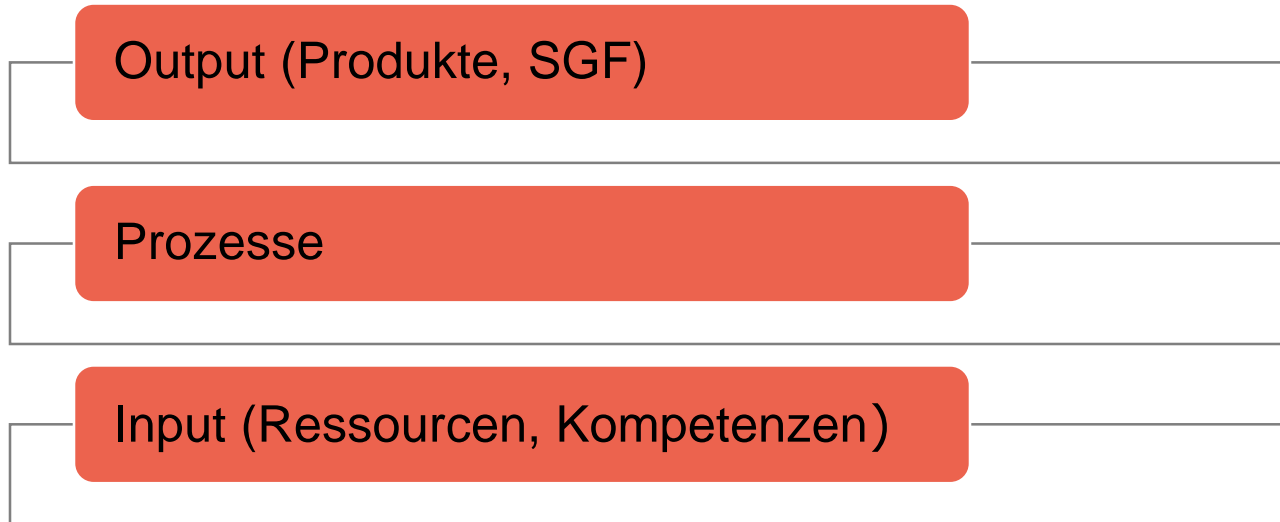 Output (Produkte, SGF)
Prozesse
Input (Ressourcen, Kompetenzen)